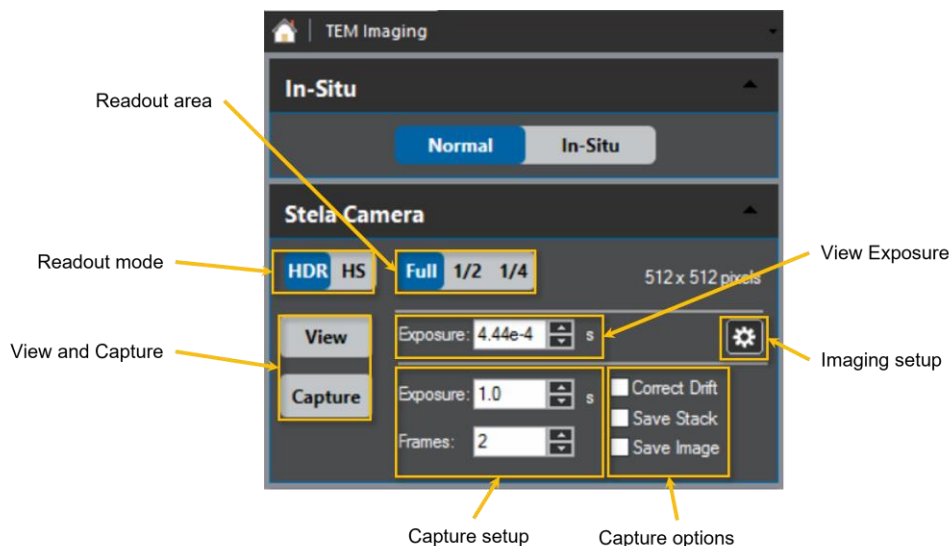 TEM Imaging
In-Situ
Readout area
Normal In-Situ
Stela Camera
View Exposure
Readout mode
HDR HS Full 1/2 1/4 512 x 512 pixels
View Exposure: 4.44e-4 s
View and Capture
Imaging setup
Capture Exposure: 1.0 s Correct Drift
Save Stack
Frames: 2 Save Image
Capture setup Capture options